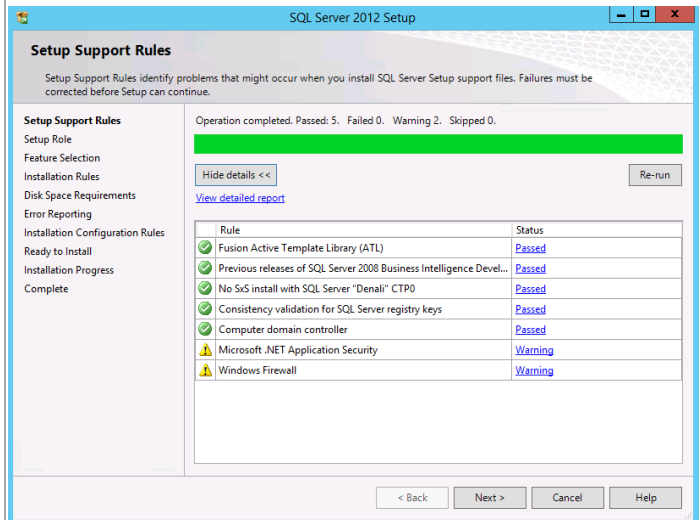 SQL Server 2012 Setup
Setup Support Rules
Setup Support Rules identify problems that might occur when you install SQL Server Setup support files. Failures must be
corrected before Setup can continue.
Setup Support Rules
Setup Role
Feature Selection
Installation Rules
Disk Space Requirements
Error Reporting
Installation Configuration Rules
Ready to Install
Installation Progress
Complete
Operation completed. Passed: 5. Failed 0. Warning 2. Skipped 0.
Hide details <<
Re-run
View detailed report
Rule Status
Fusion Active Template Library (ATL) Passed
Previous releases of SQL Server 2008 Business Intelligence Devel... Passed
No SxS install with SQL Server "Denali" CTP0 Passed
Consistency validation for SQL Server registry keys Passed
Computer domain controller Passed
Microsoft .NET Application Security Warning
Windows Firewall Warning
< Back Next > Cancel Help